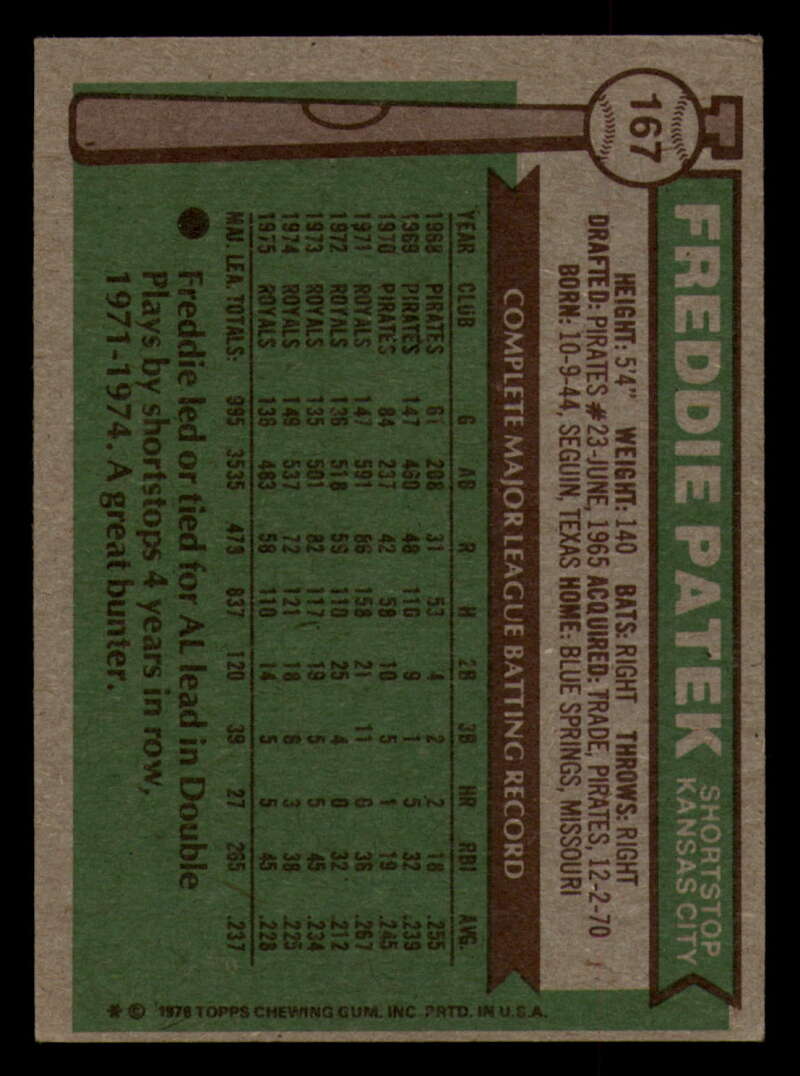 167
FREDDIE PATEK
SHORTSTOP
KANSAS CITY
HEIGHT: 5'4" WEIGHT: 140 BATS: RIGHT THROWS: RIGHT
DRAFTED: PIRATES #23-JUNE, 1965 ACQUIRED: TRADE, PIRATES, 12-2-70
BORN: 10-9-44, SEGUIN, TEXAS HOME: BLUE SPRINGS, MISSOURI
COMPLETE MAJOR LEAGUE BATTING RECORD
YEAR CLUB G AB R H 2B 3B HR RBI AVG.
1968 PIRATES 61 208 31 53 4 2 2 18 .255
1969 PIRATES 147 460 48 110 9 1 5 32 .239
1970 PIRATES 84 237 42 58 10 5 1 19 .245
1971 ROYALS 147 591 86 158 21 11 6 36 .267
1972 ROYALS 136 518 59 110 25 4 0 32 .212
1973 ROYALS 135 501 82 117 19 5 5 45 .234
1974 ROYALS 149 537 72 121 18 6 3 38 .225
1975 ROYALS 136 483 58 110 14 5 5 45 .228
MAJ. LEA. TOTALS: 995 3535 478 837 120 39 27 265 .237
● Freddie led or tied for AL lead in Double
Plays by shortstops 4 years in row,
1971-1974. A great bunter.
* © 1976 TOPPS CHEWING GUM, INC. PRTD. IN U.S.A.